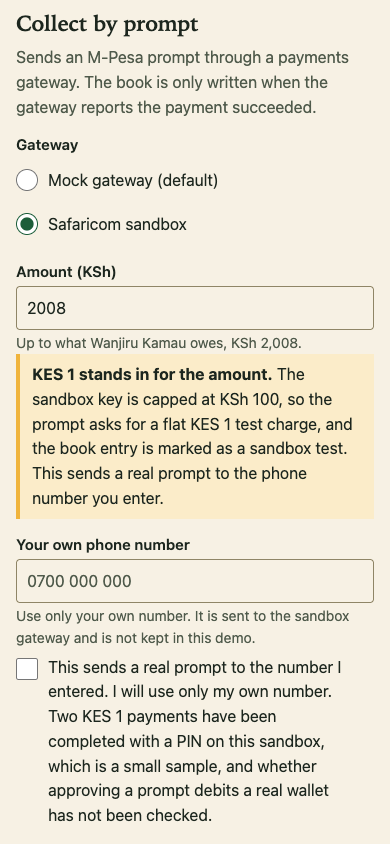 Collect by prompt
Sends an M-Pesa prompt through a payments
gateway. The book is only written when the
gateway reports the payment succeeded.
Gateway
Mock gateway (default)
Safaricom sandbox
Amount (KSh)
2008
Up to what Wanjiru Kamau owes, KSh 2,008.
KES 1 stands in for the amount. The
sandbox key is capped at KSh 100, so the
prompt asks for a flat KES 1 test charge, and
the book entry is marked as a sandbox test.
This sends a real prompt to the phone
number you enter.
Your own phone number
0700 000 000
Use only your own number. It is sent to the sandbox
gateway and is not kept in this demo.
This sends a real prompt to the number I
entered. I will use only my own number.
Two KES 1 payments have been
completed with a PIN on this sandbox,
which is a small sample, and whether
approving a prompt debits a real wallet
has not been checked.